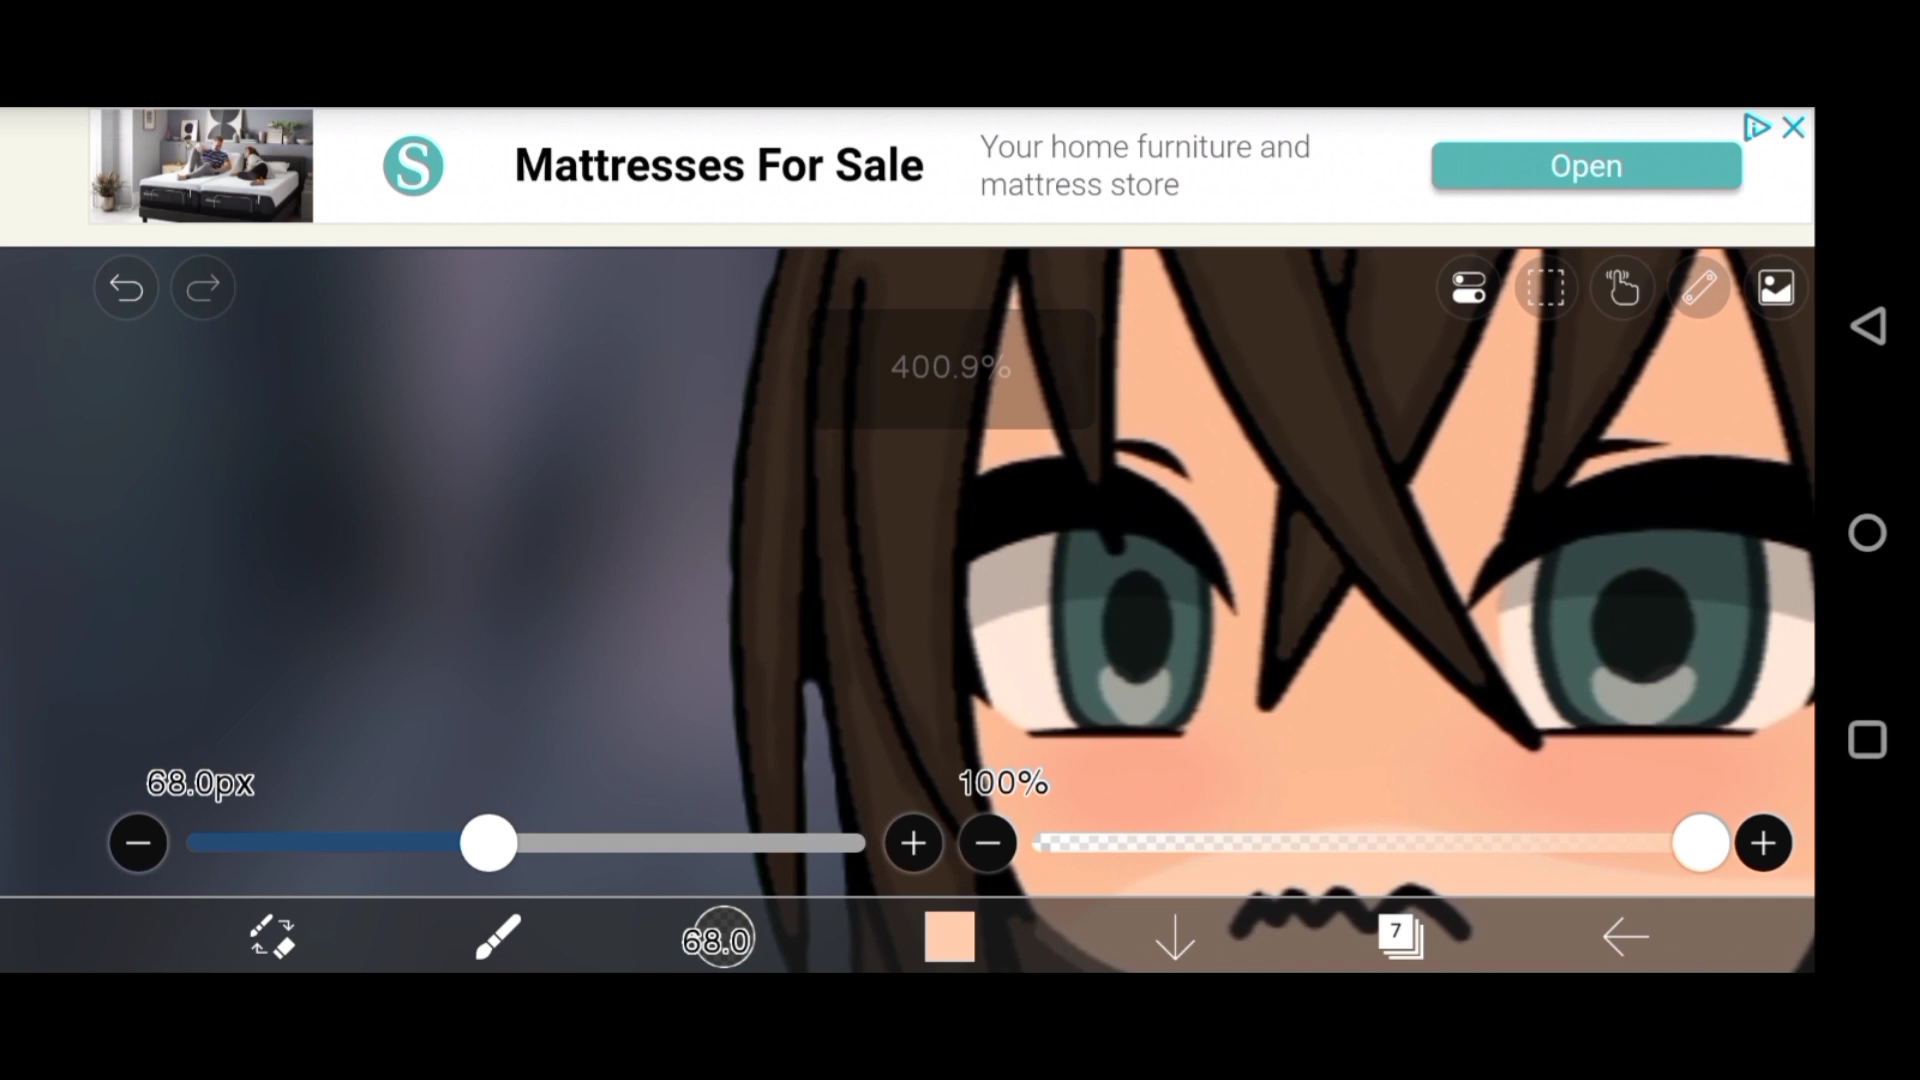 S
Mattresses For Sale
Your home furniture and
mattress store
Open
400.9%
68.0px
100%
68.0
7